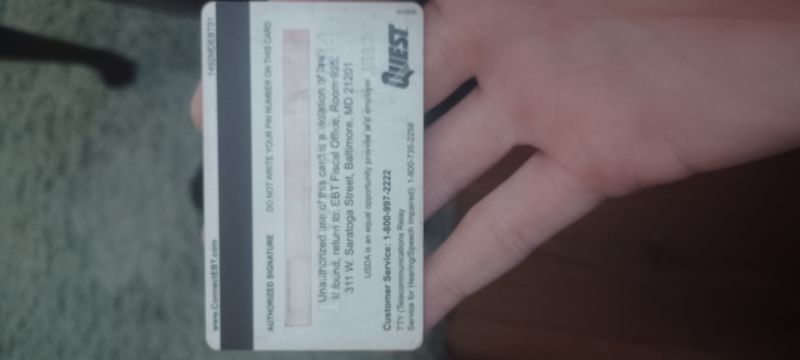 www.ConnectEBT.com 1492MDEBT01
AUTHORIZED SIGNATURE DO NOT WRITE YOUR PIN NUMBER ON THIS CARD
Unauthorized use of this card is a violation of
If found, return to: EBT Fiscal Office, Room 925,
311 W. Saratoga Street, Baltimore, MD 21201
USDA is an equal opportunity provider and employer
Customer Service: 1-800-997-2222
TTY (Telecommunications Relay
Service for Hearing/Speech Impaired): 1-800-735-2258
QUEST